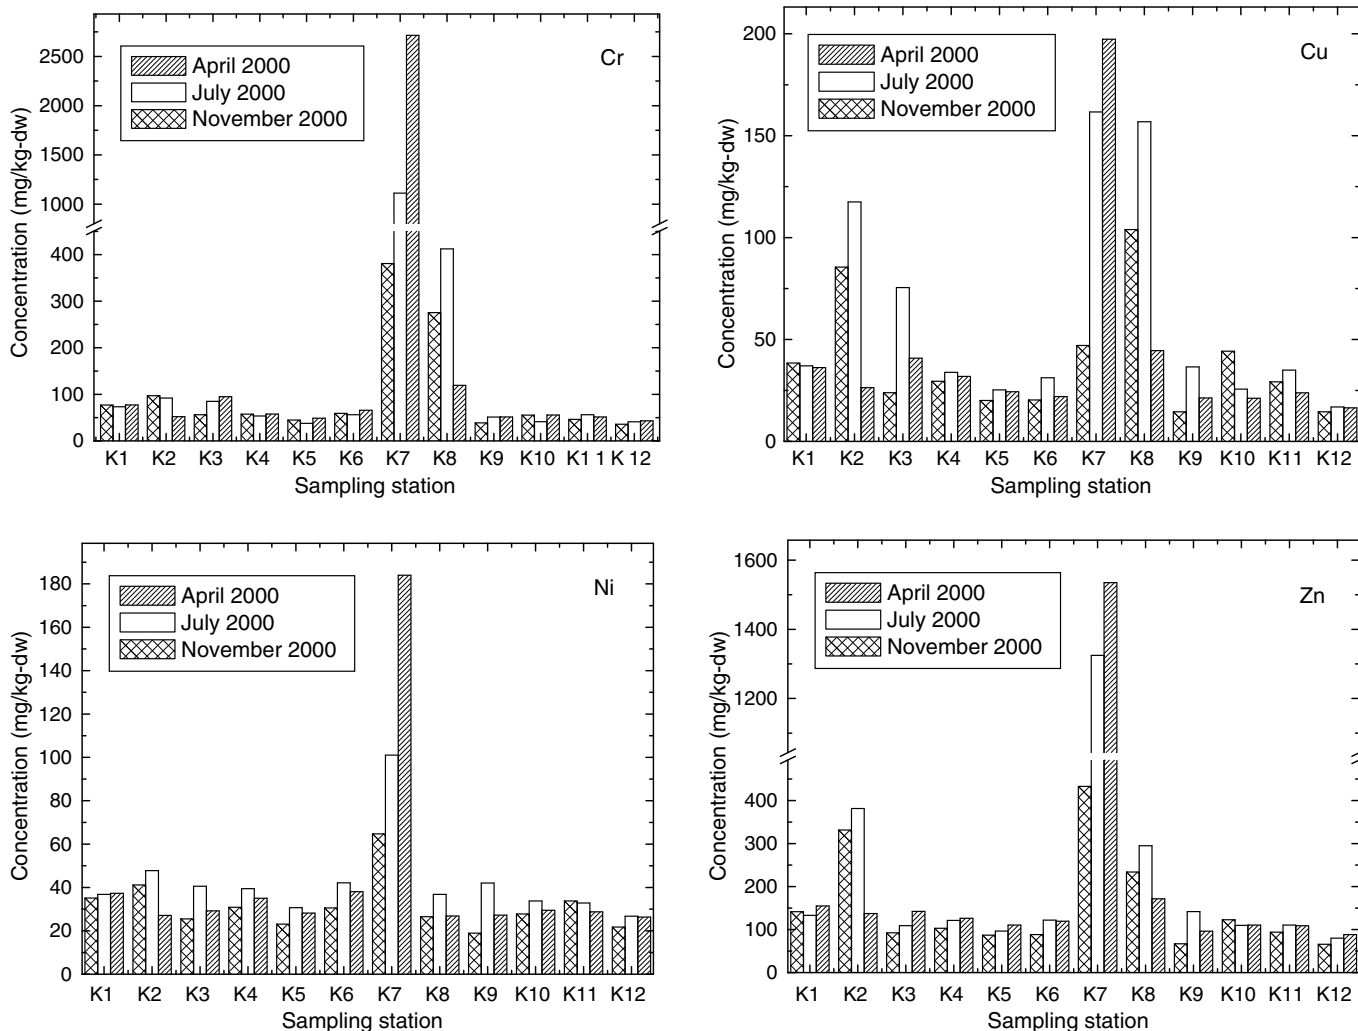 Cr
April 2000
July 2000
November 2000
Concentration (mg/kg-dw)
2500
2000
1500
1000
400
300
200
100
0
K1 K2 K3 K4 K5 K6 K7 K8 K9 K10 K1 1 K 12
Sampling station
Cu
April 2000
July 2000
November 2000
Concentration (mg/kg-dw)
200
150
100
50
0
K1 K2 K3 K4 K5 K6 K7 K8 K9 K10 K11 K12
Sampling station
Ni
April 2000
July 2000
November 2000
Concentration (mg/kg-dw)
180
160
140
120
100
80
60
40
20
0
K1 K2 K3 K4 K5 K6 K7 K8 K9 K10 K11 K12
Sampling station
Zn
April 2000
July 2000
November 2000
Concentration (mg/kg-dw)
1600
1400
1200
400
300
200
100
0
K1 K2 K3 K4 K5 K6 K7 K8 K9 K10 K11 K12
Sampling station